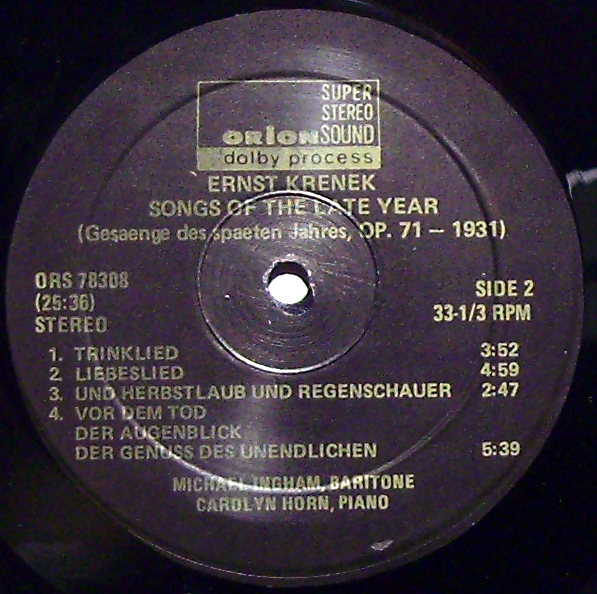 SUPER
STEREO
ORION SOUND
dolby process
ERNST KRENEK
SONGS OF THE LATE YEAR
(Gesaenge des spaeten Jahres, OP. 71 – 1931)
ORS 78308
(25:36)
STEREO
SIDE 2
33-1/3 RPM
1. TRINKLIED 3:52
2. LIEBESLIED 4:59
3. UND HERBSTLAUB UND REGENSCHAUER 2:47
4. VOR DEM TOD
DER AUGENBLICK
DER GENUSS DES UNENDLICHEN 5:39
MICHAEL INGHAM, BARITONE
CAROLYN HORN, PIANO